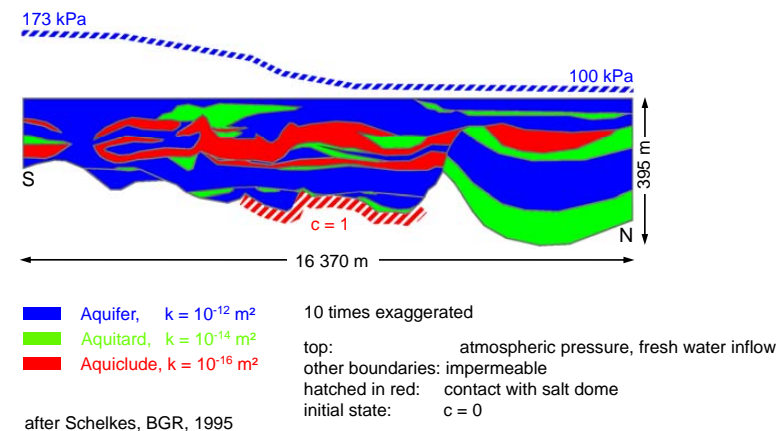 173 kPa
100 kPa
S
395 m
c = 1
N
16 370 m
Aquifer, k = 10⁻¹² m²
Aquitard, k = 10⁻¹⁴ m²
Aquiclude, k = 10⁻¹⁶ m²
10 times exaggerated
top: atmospheric pressure, fresh water inflow
other boundaries: impermeable
hatched in red: contact with salt dome
initial state: c = 0
after Schelkes, BGR, 1995